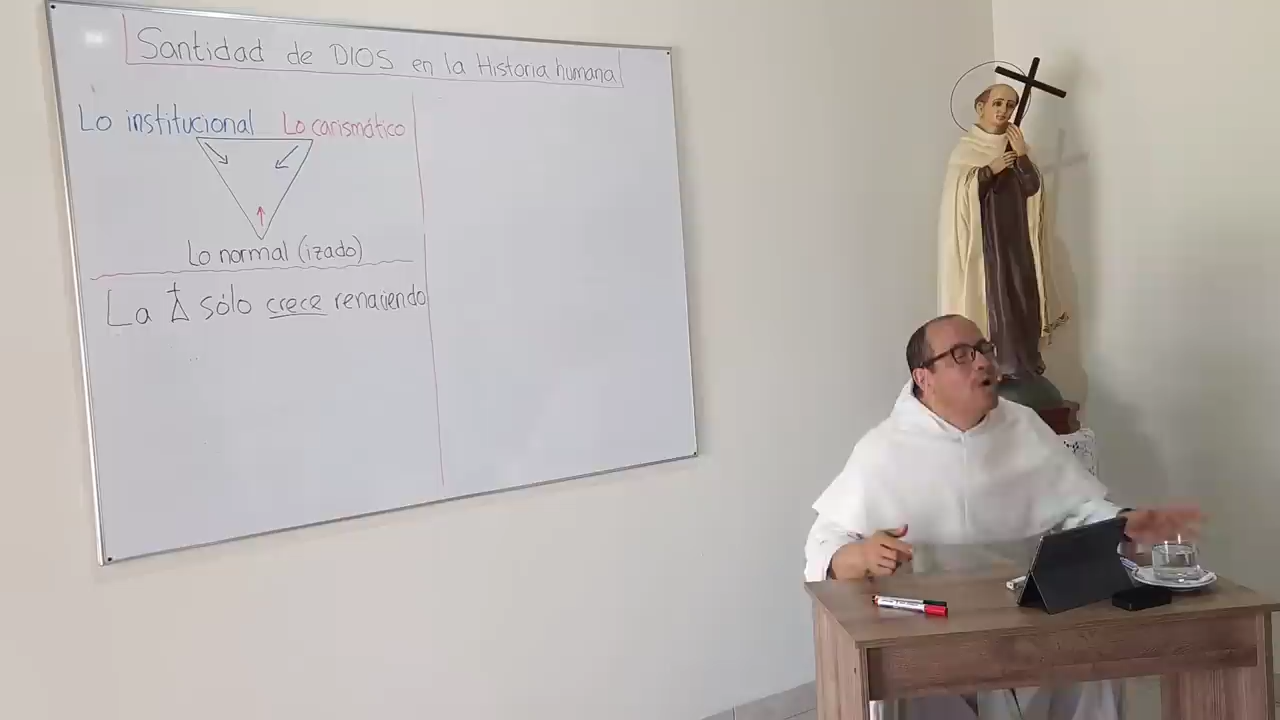 Santidad de DIOS en la Historia humana
Lo institucional Lo carismático
Lo normal (izado)
La sólo crece renaciendo